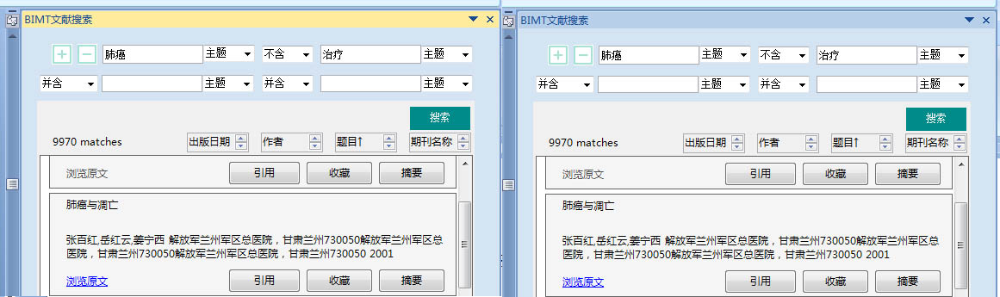 BIMT文献搜索
肺癌 主题 不含 治疗 主题
并含 主题 并含 主题
搜索
9970 matches 出版日期 作者 题目↑ 期刊名称
浏览原文 引用 收藏 摘要
肺癌与凋亡
张百红,岳红云,姜宁西 解放军兰州军区总医院，甘肃兰州730050解放军兰州军区总
医院，甘肃兰州730050解放军兰州军区总医院，甘肃兰州730050 2001
浏览原文 引用 收藏 摘要
BIMT文献搜索
肺癌 主题 不含 治疗 主题
并含 主题 并含 主题
搜索
9970 matches 出版日期 作者 题目↑ 期刊名称
浏览原文 引用 收藏 摘要
肺癌与凋亡
张百红,岳红云,姜宁西 解放军兰州军区总医院，甘肃兰州730050解放军兰州军区总
医院，甘肃兰州730050解放军兰州军区总医院，甘肃兰州730050 2001
浏览原文 引用 收藏 摘要